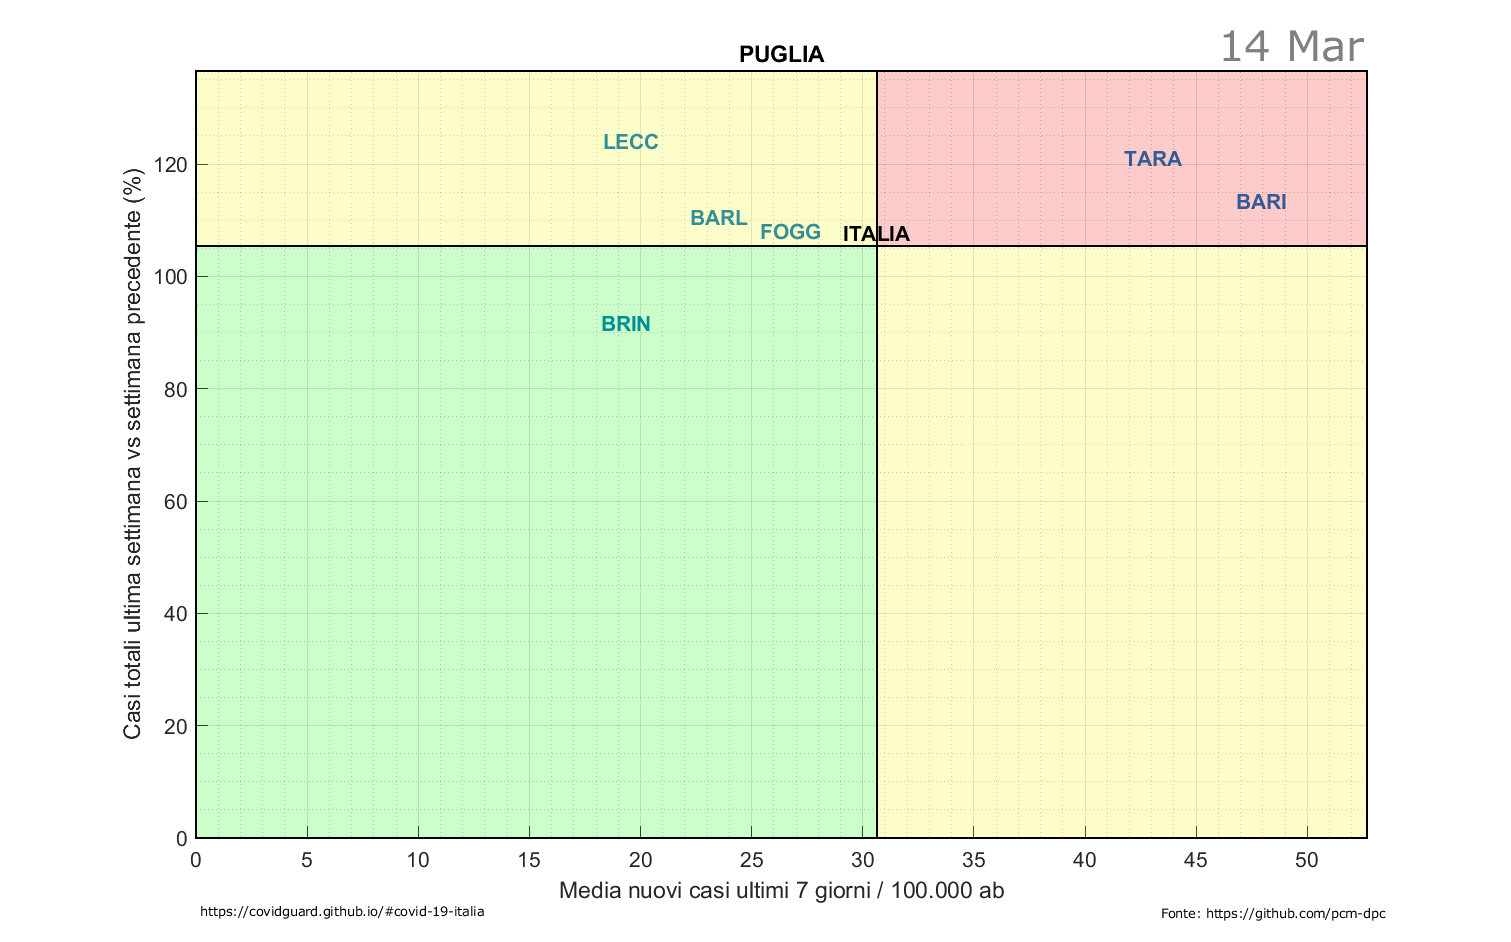 14 Mar
PUGLIA
LECC
TARA
BARI
BARL
FOGG
ITALIA
BRIN
Casi totali ultima settimana vs settimana precedente (%)
120
100
80
60
40
20
0
0 5 10 15 20 25 30 35 40 45 50
Media nuovi casi ultimi 7 giorni / 100.000 ab
https://covidguard.github.io/#covid-19-italia
Fonte: https://github.com/pcm-dpc